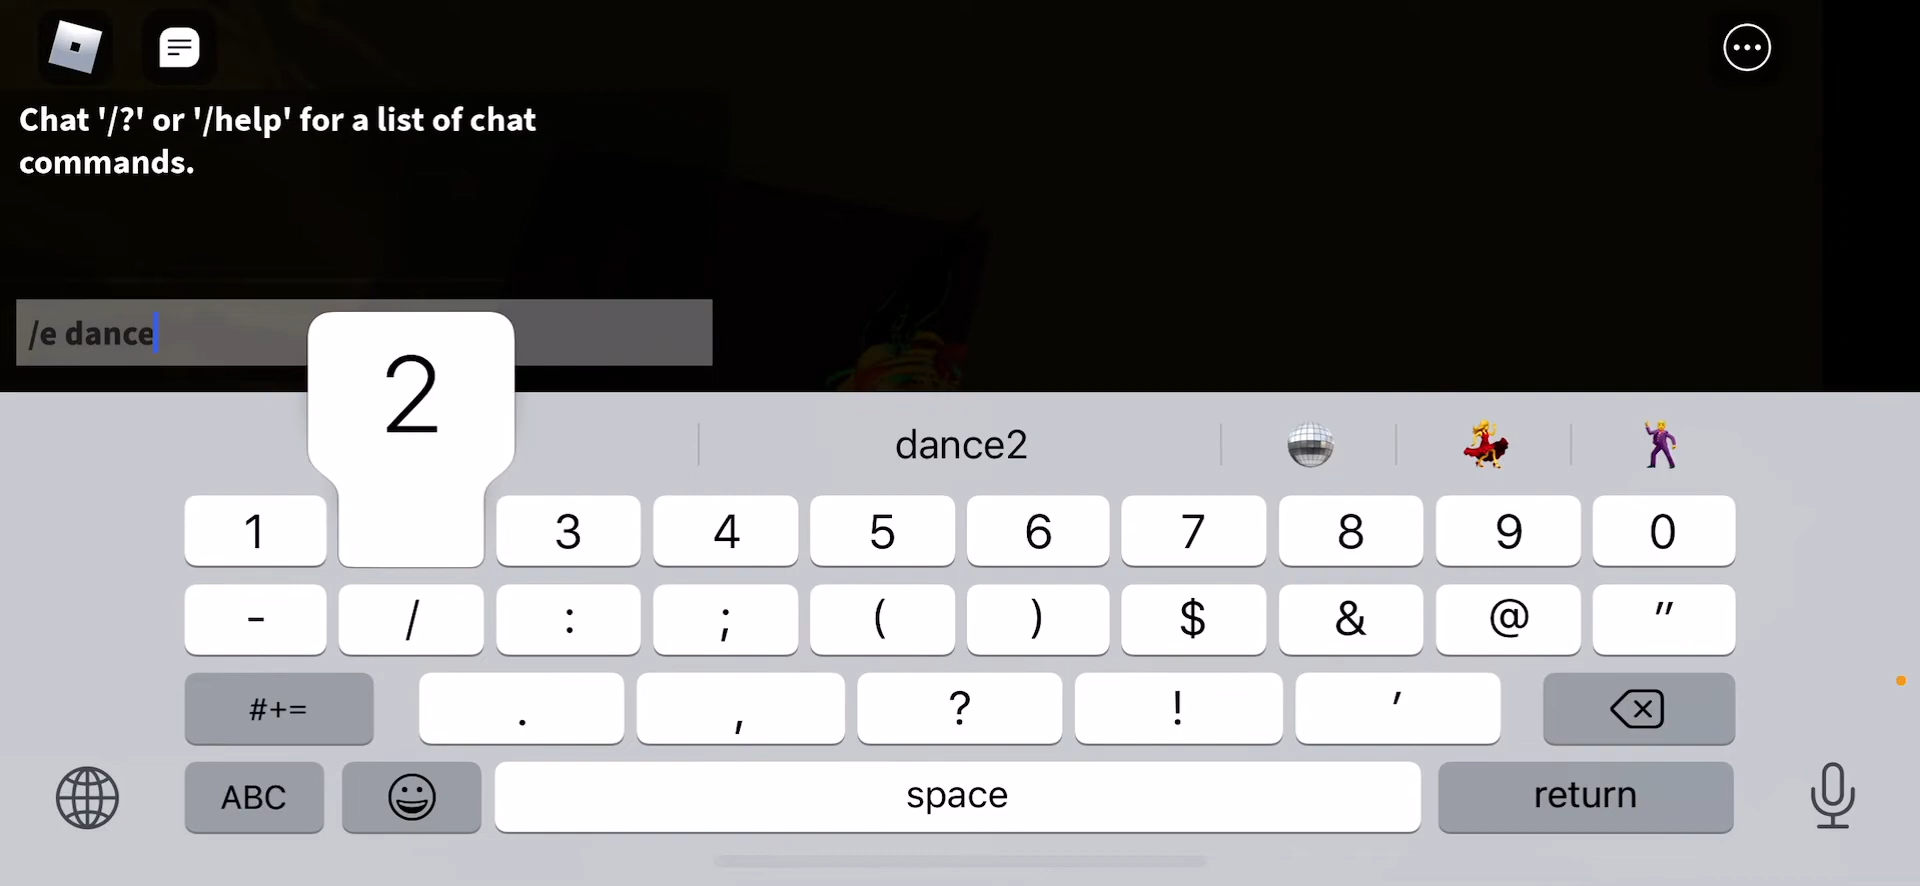 Chat '/?' or '/help' for a list of chat
commands.
/e dance
2
dance2
1 3 4 5 6 7 8 9 0
- / : ; ( ) $ & @ "
#+= . , ? ! '
ABC space return